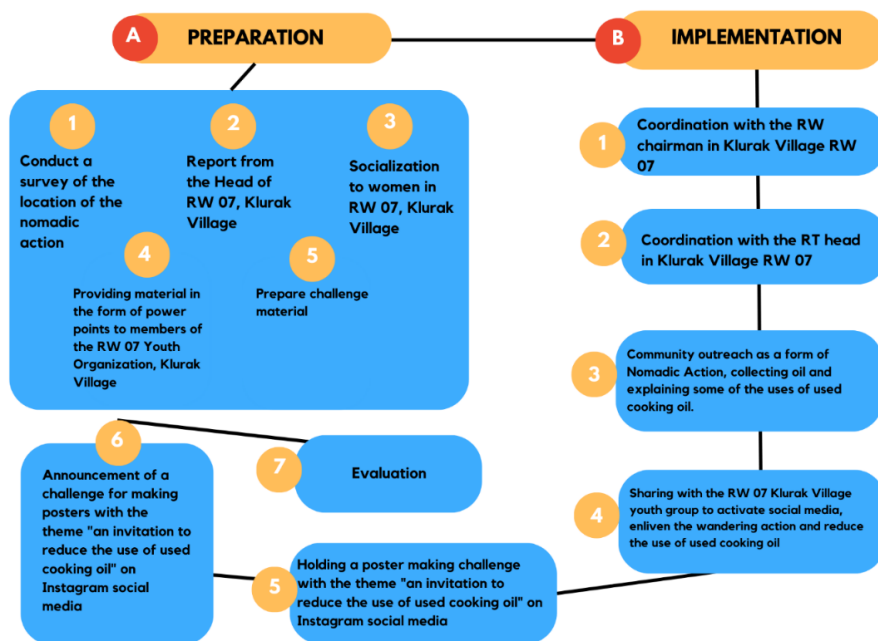 A
PREPARATION
B
IMPLEMENTATION
1
Conduct a
survey of the
location of the
nomadic
action
2
Report from
the Head of
RW 07, Klurak
Village
3
Socialization
to women in
RW 07, Klurak
Village
4
Providing material in
the form of power
points to members of
the RW 07 Youth
Organization, Klurak
Village
5
Prepare challenge
material
1
Coordination with the RW
chairman in Klurak Village RW
07
2
Coordination with the RT head
in Klurak Village RW 07
3
Community outreach as a form of
Nomadic Action, collecting oil and
explaining some of the uses of used
cooking oil.
4
Sharing with the RW 07 Klurak Village
youth group to activate social media,
enliven the wandering action and reduce
the use of used cooking oil
5
Holding a poster making challenge
with the theme "an invitation to
reduce the use of used cooking oil" on
Instagram social media
6
Announcement of a
challenge for making
posters with the
theme "an invitation to
reduce the use of used
cooking oil" on
Instagram social
media
7
Evaluation